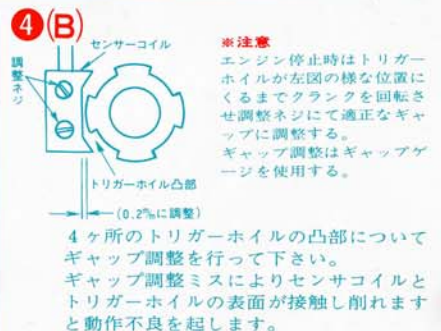 4(B)
センサーコイル
調整ネジ
トリガーホイル凸部
(0.2㎜に調整)
※注意
エンジン停止時はトリガー
ホイルが左図の様な位置に
くるまでクランクを回転さ
せ調整ネジにて適正なギャ
ップに調整する。
ギャップ調整はギャップゲ
ージを使用する。
4ヶ所のトリガーホイルの凸部について
ギャップ調整を行って下さい。
ギャップ調整ミスによりセンサコイルと
トリガーホイルの表面が接触し削れます
と動作不良を起します。